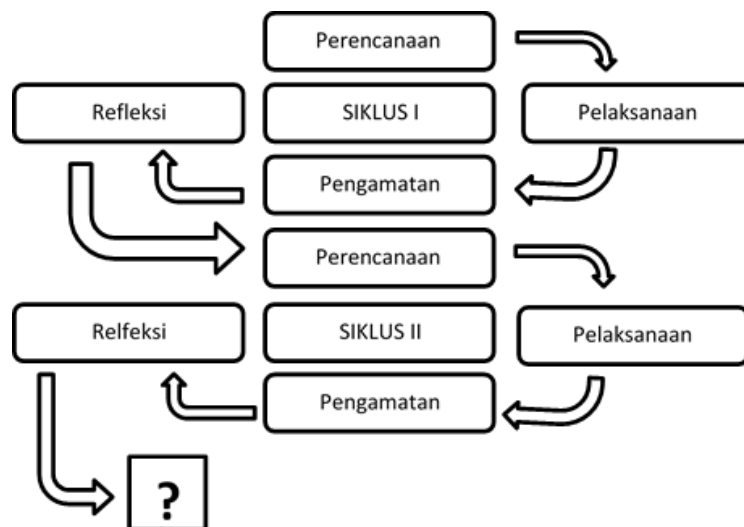 Perencanaan
Refleksi
SIKLUS I
Pelaksanaan
Pengamatan
Perencanaan
Relfeksi
SIKLUS II
Pelaksanaan
Pengamatan
?